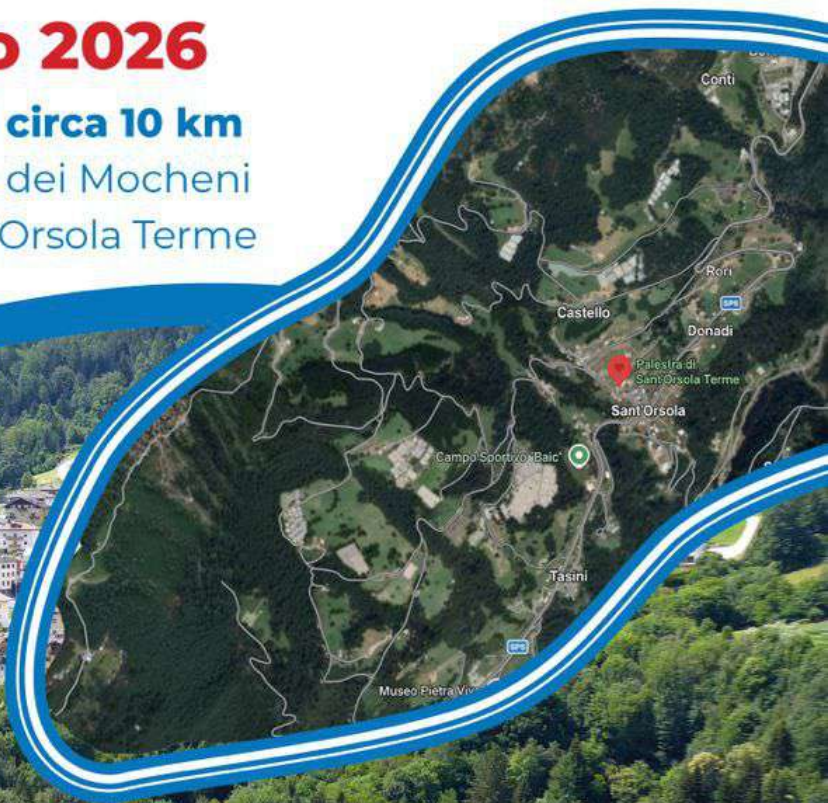 o 2026
circa 10 km
dei Mocheni
Orsola Terme
Conti
Rori
SP8
Castello
Donadi
Palestra di
Sant'Orsola Terme
Sant'Orsola
Campo Sportivo "Baic"
Tasini
SP8
Museo Pietra Viv